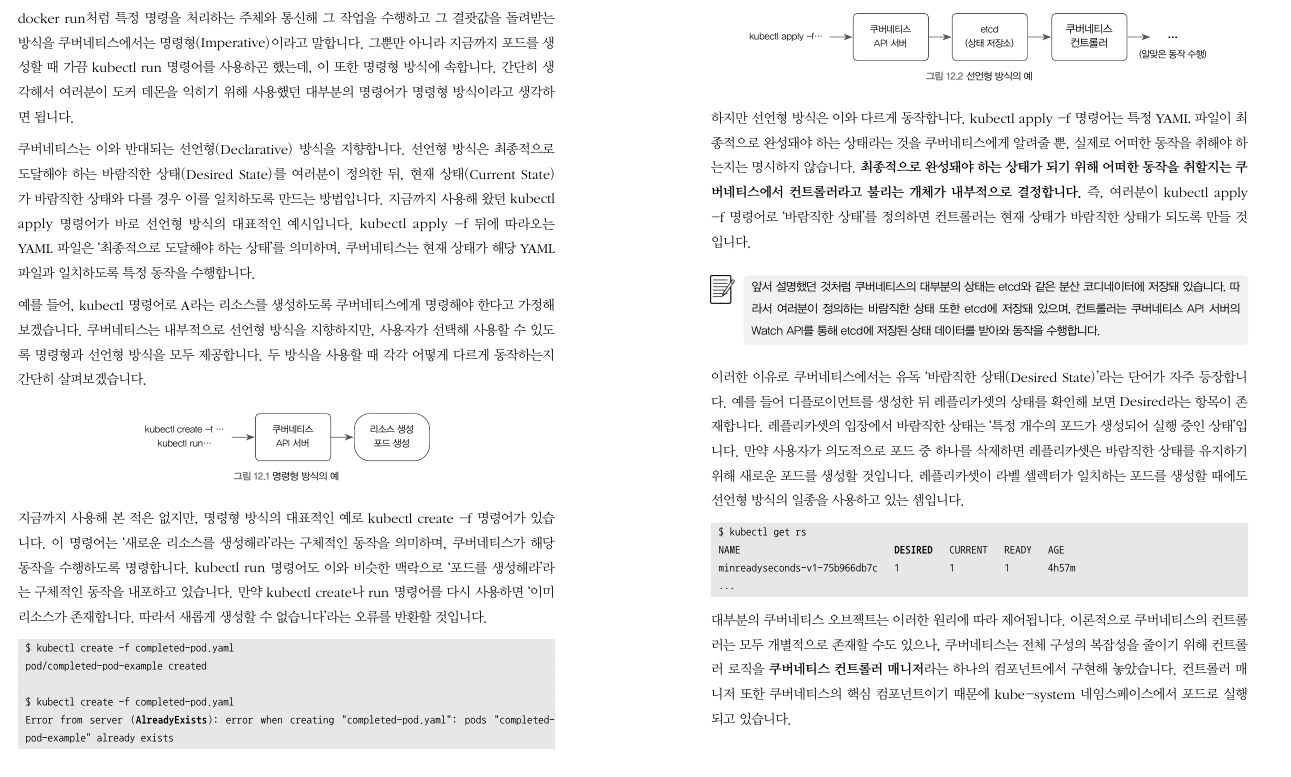 docker run처럼 특정 명령을 처리하는 주체와 통신해 그 작업을 수행하고 그 결괏값을 돌려받는
방식을 쿠버네티스에서는 명령형(Imperative)이라고 말합니다. 그뿐만 아니라 지금까지 포드를 생
성할 때 가끔 kubectl run 명령어를 사용하곤 했는데, 이 또한 명령형 방식에 속합니다. 간단히 생
각해서 여러분이 도커 데몬을 익히기 위해 사용했던 대부분의 명령어가 명령형 방식이라고 생각하
면 됩니다.
쿠버네티스는 이와 반대되는 선언형(Declarative) 방식을 지향합니다. 선언형 방식은 최종적으로
도달해야 하는 바람직한 상태(Desired State)를 여러분이 정의한 뒤, 현재 상태(Current State)
가 바람직한 상태와 다를 경우 이를 일치하도록 만드는 방법입니다. 지금까지 사용해 왔던 kubectl
apply 명령어가 바로 선언형 방식의 대표적인 예시입니다. kubectl apply -f 뒤에 따라오는
YAML 파일은 ‘최종적으로 도달해야 하는 상태’를 의미하며, 쿠버네티스는 현재 상태가 해당 YAML
파일과 일치하도록 특정 동작을 수행합니다.
예를 들어, kubectl 명령어로 A라는 리소스를 생성하도록 쿠버네티스에게 명령해야 한다고 가정해
보겠습니다. 쿠버네티스는 내부적으로 선언형 방식을 지향하지만, 사용자가 선택해 사용할 수 있도
록 명령형과 선언형 방식을 모두 제공합니다. 두 방식을 사용할 때 각각 어떻게 다르게 동작하는지
간단히 살펴보겠습니다.
kubectl create -f ···
kubectl run···
쿠버네티스
API 서버
리소스 생성
포드 생성
그림 12.1 명령형 방식의 예
지금까지 사용해 본 적은 없지만, 명령형 방식의 대표적인 예로 kubectl create -f 명령어가 있습
니다. 이 명령어는 ‘새로운 리소스를 생성해라’라는 구체적인 동작을 의미하며, 쿠버네티스가 해당
동작을 수행하도록 명령합니다. kubectl run 명령어도 이와 비슷한 맥락으로 ‘포드를 생성해라’라
는 구체적인 동작을 내포하고 있습니다. 만약 kubectl create나 run 명령어를 다시 사용하면 ‘이미
리소스가 존재합니다. 따라서 새롭게 생성할 수 없습니다’라는 오류를 반환할 것입니다.
$ kubectl create -f completed-pod.yaml
pod/completed-pod-example created
$ kubectl create -f completed-pod.yaml
Error from server (AlreadyExists): error when creating "completed-pod.yaml": pods "completed-
pod-example" already exists
kubectl apply -f···
쿠버네티스
API 서버
etcd
(상태 저장소)
쿠버네티스
컨트롤러
···
(알맞은 동작 수행)
그림 12.2 선언형 방식의 예
하지만 선언형 방식은 이와 다르게 동작합니다. kubectl apply -f 명령어는 특정 YAML 파일이 최
종적으로 완성돼야 하는 상태라는 것을 쿠버네티스에게 알려줄 뿐, 실제로 어떠한 동작을 취해야 하
는지는 명시하지 않습니다. 최종적으로 완성돼야 하는 상태가 되기 위해 어떠한 동작을 취할지는 쿠
버네티스에서 컨트롤러라고 불리는 개체가 내부적으로 결정합니다. 즉, 여러분이 kubectl apply
-f 명령어로 ‘바람직한 상태’를 정의하면 컨트롤러는 현재 상태가 바람직한 상태가 되도록 만들 것
입니다.
앞서 설명했던 것처럼 쿠버네티스의 대부분의 상태는 etcd와 같은 분산 코디네이터에 저장돼 있습니다. 따
라서 여러분이 정의하는 바람직한 상태 또한 etcd에 저장돼 있으며, 컨트롤러는 쿠버네티스 API 서버의
Watch API를 통해 etcd에 저장된 상태 데이터를 받아와 동작을 수행합니다.
이러한 이유로 쿠버네티스에서는 유독 ‘바람직한 상태(Desired State)’라는 단어가 자주 등장합니
다. 예를 들어 디플로이먼트를 생성한 뒤 레플리카셋의 상태를 확인해 보면 Desired라는 항목이 존
재합니다. 레플리카셋의 입장에서 바람직한 상태는 ‘특정 개수의 포드가 생성되어 실행 중인 상태’입
니다. 만약 사용자가 의도적으로 포드 중 하나를 삭제하면 레플리카셋은 바람직한 상태를 유지하기
위해 새로운 포드를 생성할 것입니다. 레플리카셋이 라벨 셀렉터가 일치하는 포드를 생성할 때에도
선언형 방식의 일종을 사용하고 있는 셈입니다.
$ kubectl get rs
NAME DESIRED CURRENT READY AGE
minreadyseconds-v1-75b966db7c 1 1 1 4h57m
...
대부분의 쿠버네티스 오브젝트는 이러한 원리에 따라 제어됩니다. 이론적으로 쿠버네티스의 컨트롤
러는 모두 개별적으로 존재할 수도 있으나, 쿠버네티스는 전체 구성의 복잡성을 줄이기 위해 컨트롤
러 로직을 쿠버네티스 컨트롤러 매니저라는 하나의 컴포넌트에서 구현해 놓았습니다. 컨트롤러 매
니저 또한 쿠버네티스의 핵심 컴포넌트이기 때문에 kube-system 네임스페이스에서 포드로 실행
되고 있습니다.